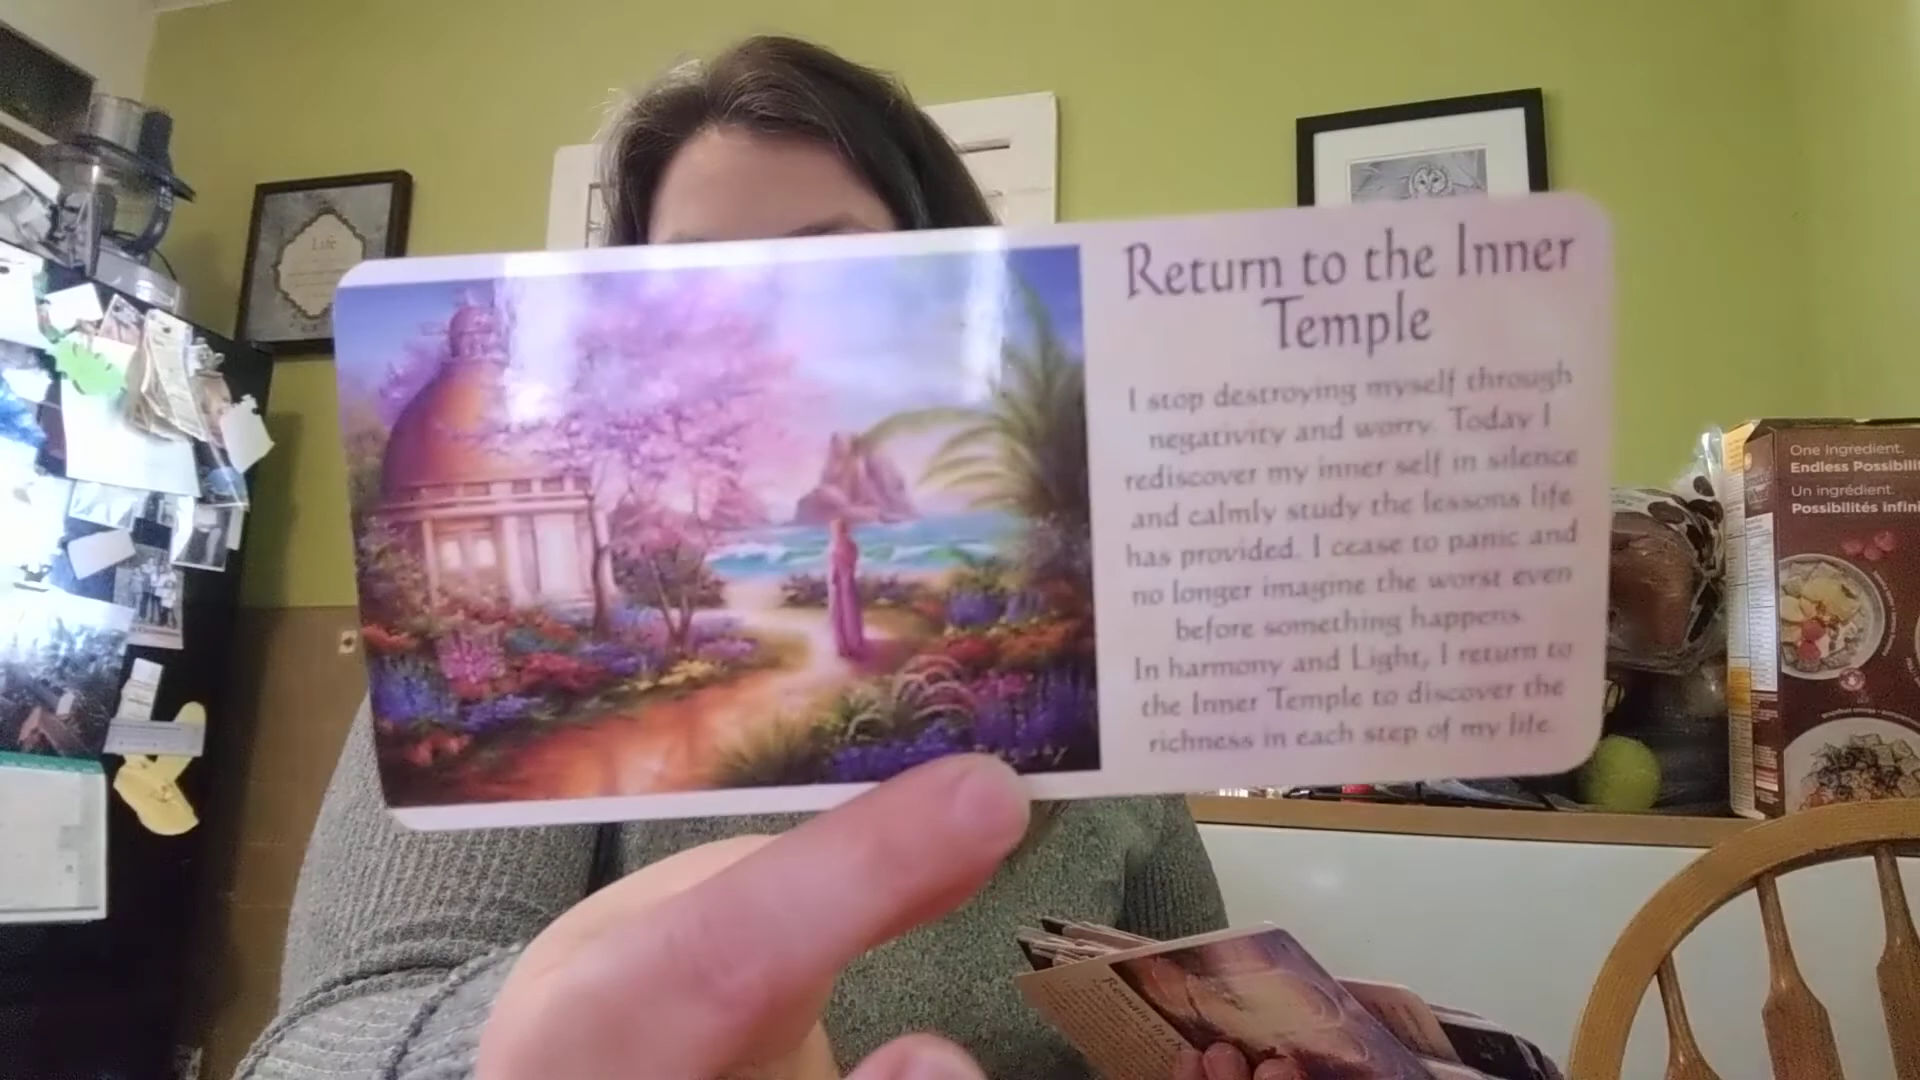 Life
Return to the Inner
Temple
I stop destroying myself through
negativity and worry. Today I
rediscover my inner self in silence
and calmly study the lessons life
has provided. I cease to panic and
no longer imagine the worst even
before something happens.
In harmony and Light, I return to
the Inner Temple to discover the
richness in each step of my life.
One ingredient.
Endless Possibili
Un ingrédient.
Possibilités infini
Remain in